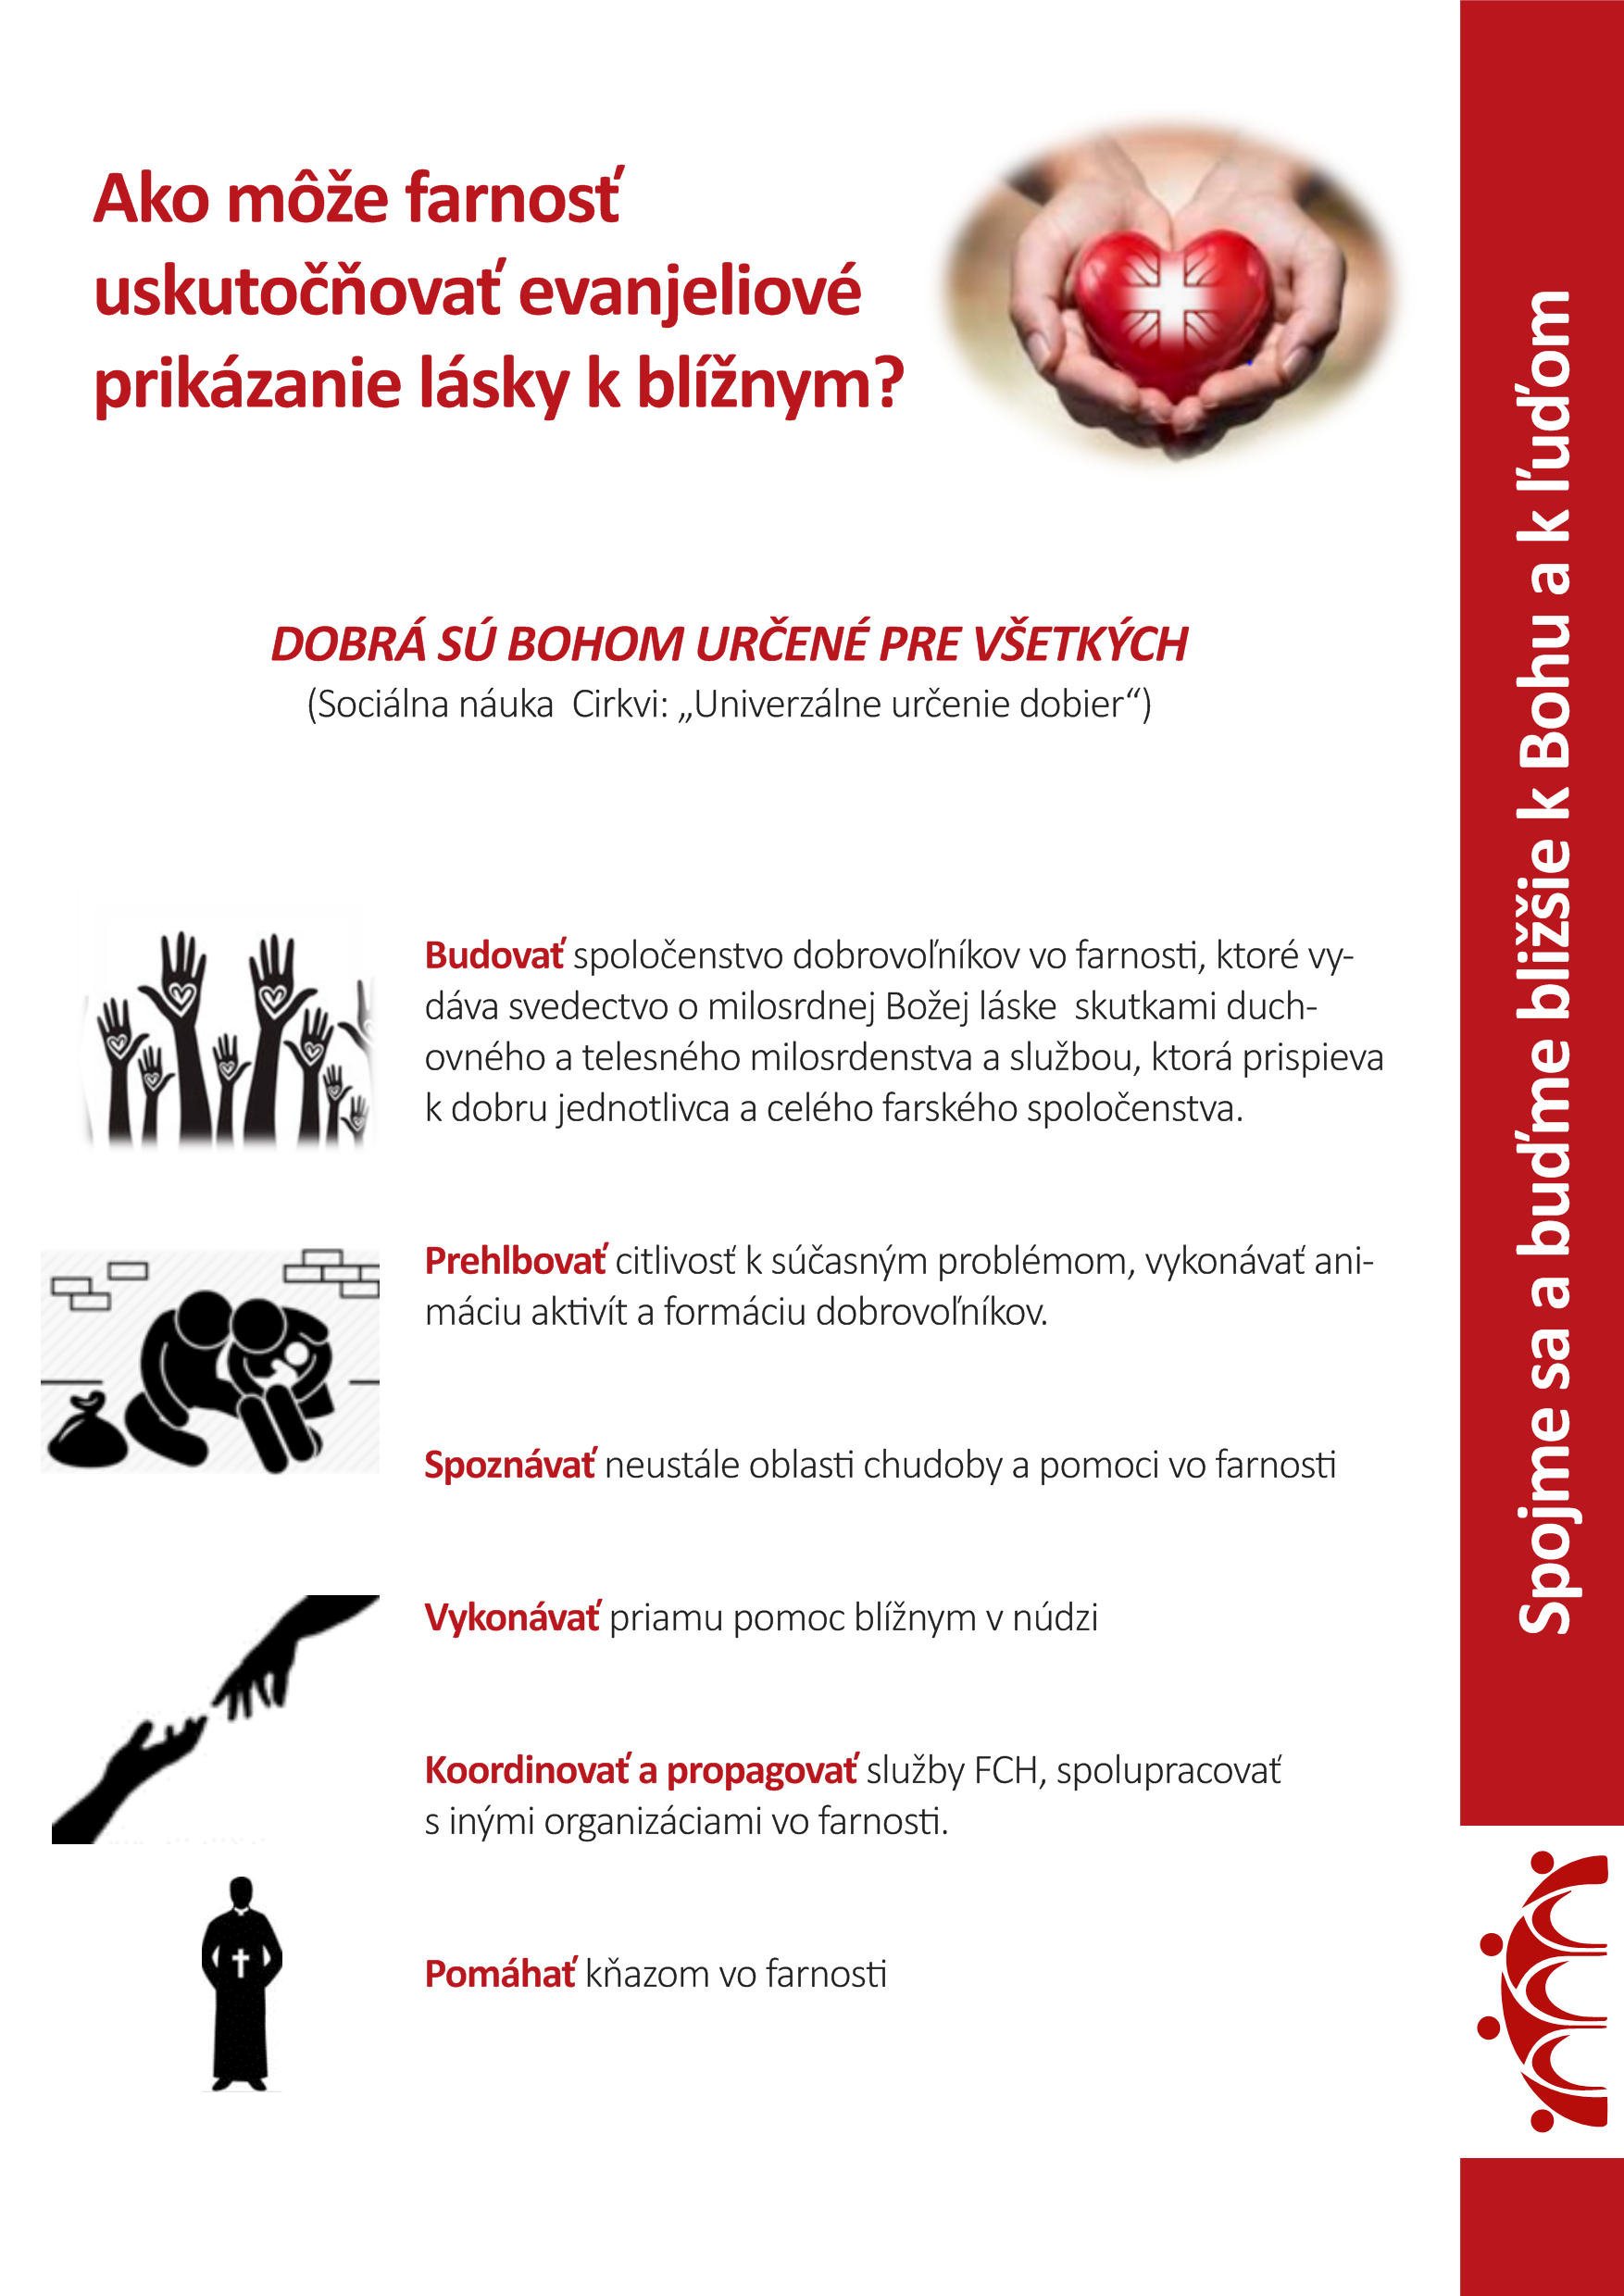 Ako môže farnosť
uskutočňovať evanjeliové
prikázanie lásky k blížnym?
DOBRÁ SÚ BOHOM URČENÉ PRE VŠETKÝCH
(Sociálna náuka  Cirkvi: „Univerzálne určenie dobier“)
Budovať spoločenstvo dobrovoľníkov vo farnosti, ktoré vy-
dáva svedectvo o milosrdnej Božej láske  skutkami duch-
ovného a telesného milosrdenstva a službou, ktorá prispieva
k dobru jednotlivca a celého farského spoločenstva.
Prehlbovať citlivosť k súčasným problémom, vykonávať ani-
máciu aktivít a formáciu dobrovoľníkov.
Spoznávať neustále oblasti chudoby a pomoci vo farnosti
Vykonávať priamu pomoc blížnym v núdzi
Koordinovať a propagovať služby FCH, spolupracovať
s inými organizáciami vo farnosti.
Pomáhať kňazom vo farnosti
Spojme sa a buďme bližšie k Bohu a k ľuďom